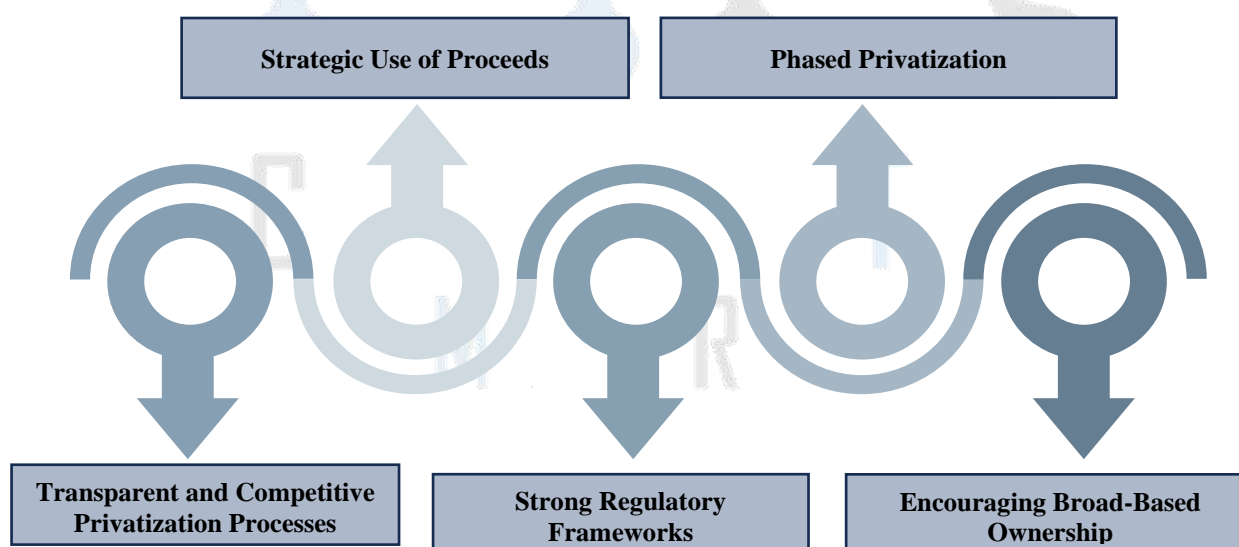 Strategic Use of Proceeds
Phased Privatization
Transparent and Competitive
Privatization Processes
Strong Regulatory
Frameworks
Encouraging Broad-Based
Ownership